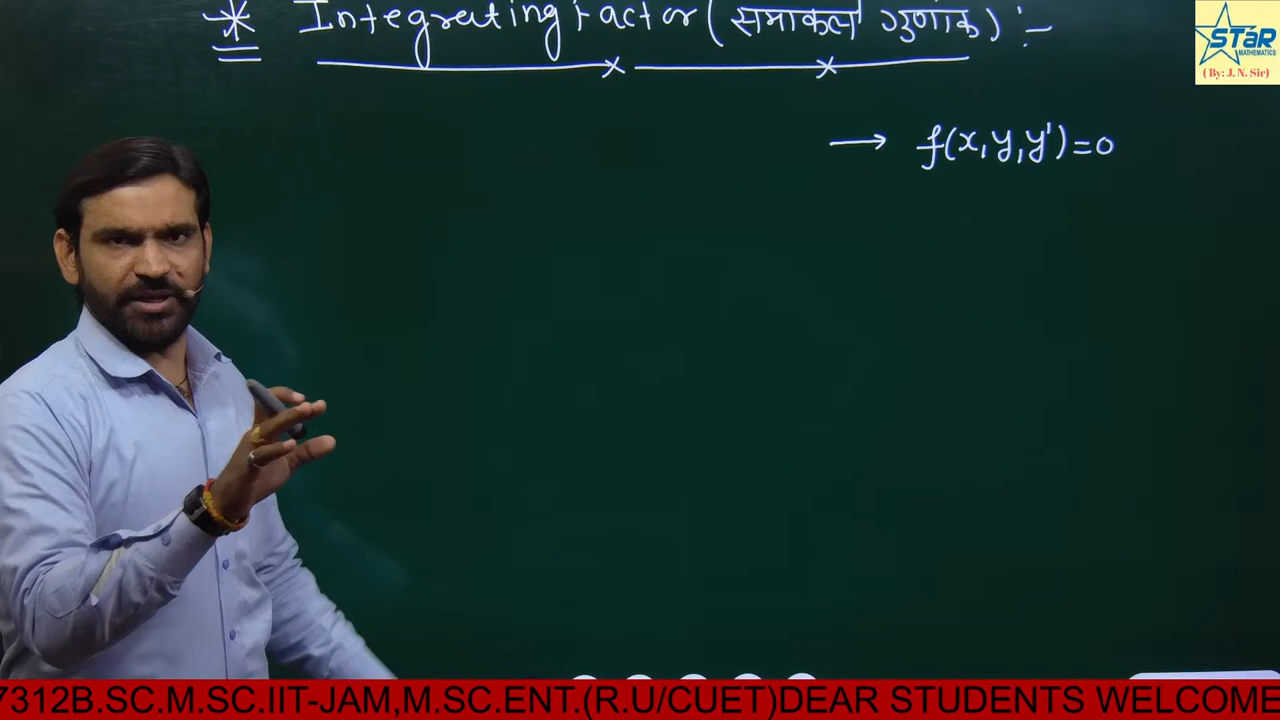 * Integrating Factor (समाकलन गुणांक) :-
STaR
MATHEMATICS
(By: J. N. Sir)
→ f(x, y, y') = 0
7312B.SC.M.SC.IIT-JAM,M.SC.ENT.(R.U/CUET)DEAR STUDENTS WELCOME